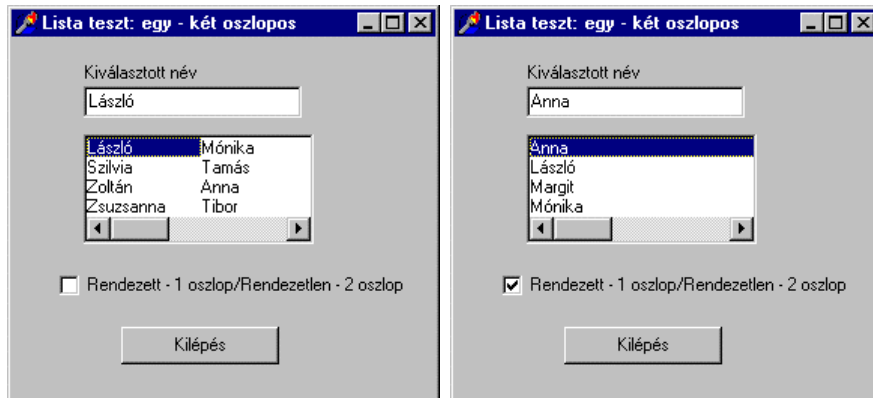 Lista teszt: egy - két oszlopos
Kiválasztott név
László
László Mónika
Szilvia Tamás
Zoltán Anna
Zsuzsanna Tibor
Rendezett - 1 oszlop/Rendezetlen - 2 oszlop
Kilépés
Lista teszt: egy - két oszlopos
Kiválasztott név
Anna
Anna
László
Margit
Mónika
Rendezett - 1 oszlop/Rendezetlen - 2 oszlop
Kilépés